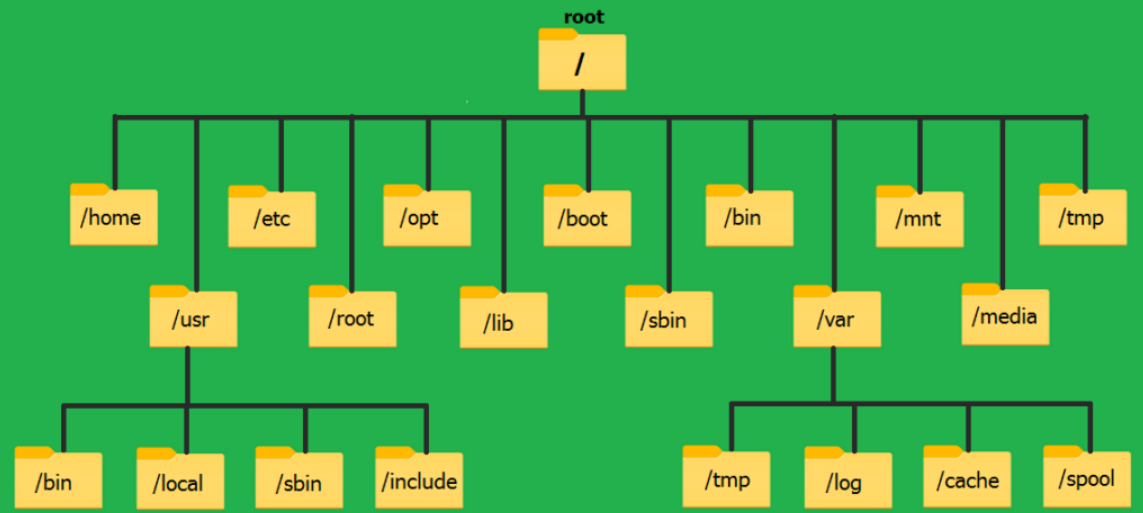 root
/
/home
/etc
/opt
/boot
/bin
/mnt
/tmp
/usr
/root
/lib
/sbin
/var
/media
/bin
/local
/sbin
/include
/tmp
/log
/cache
/spool